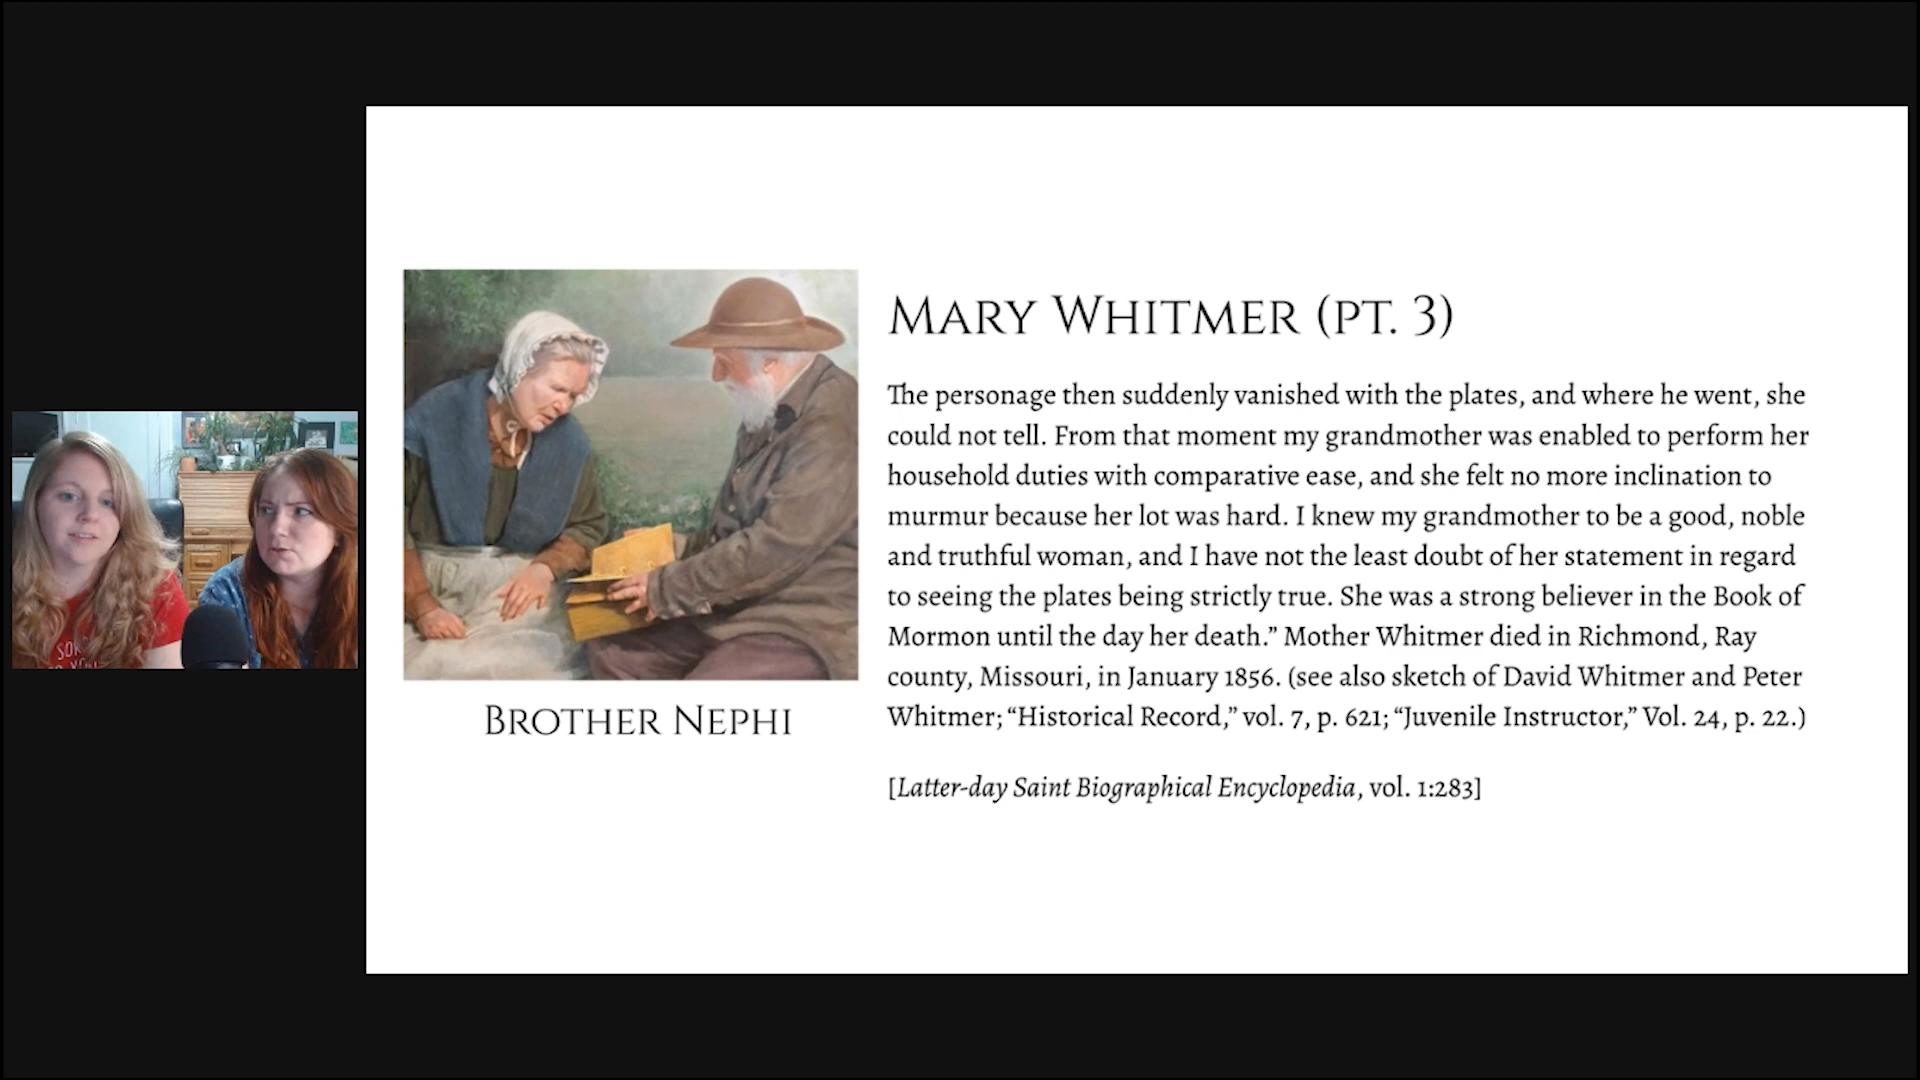 MARY WHITMER (PT. 3)
The personage then suddenly vanished with the plates, and where he went, she
could not tell. From that moment my grandmother was enabled to perform her
household duties with comparative ease, and she felt no more inclination to
murmur because her lot was hard. I knew my grandmother to be a good, noble
and truthful woman, and I have not the least doubt of her statement in regard
to seeing the plates being strictly true. She was a strong believer in the Book of
Mormon until the day her death.” Mother Whitmer died in Richmond, Ray
county, Missouri, in January 1856. (see also sketch of David Whitmer and Peter
Whitmer; “Historical Record,” vol. 7, p. 621; “Juvenile Instructor,” Vol. 24, p. 22.)
[Latter-day Saint Biographical Encyclopedia, vol. 1:283]
BROTHER NEPHI